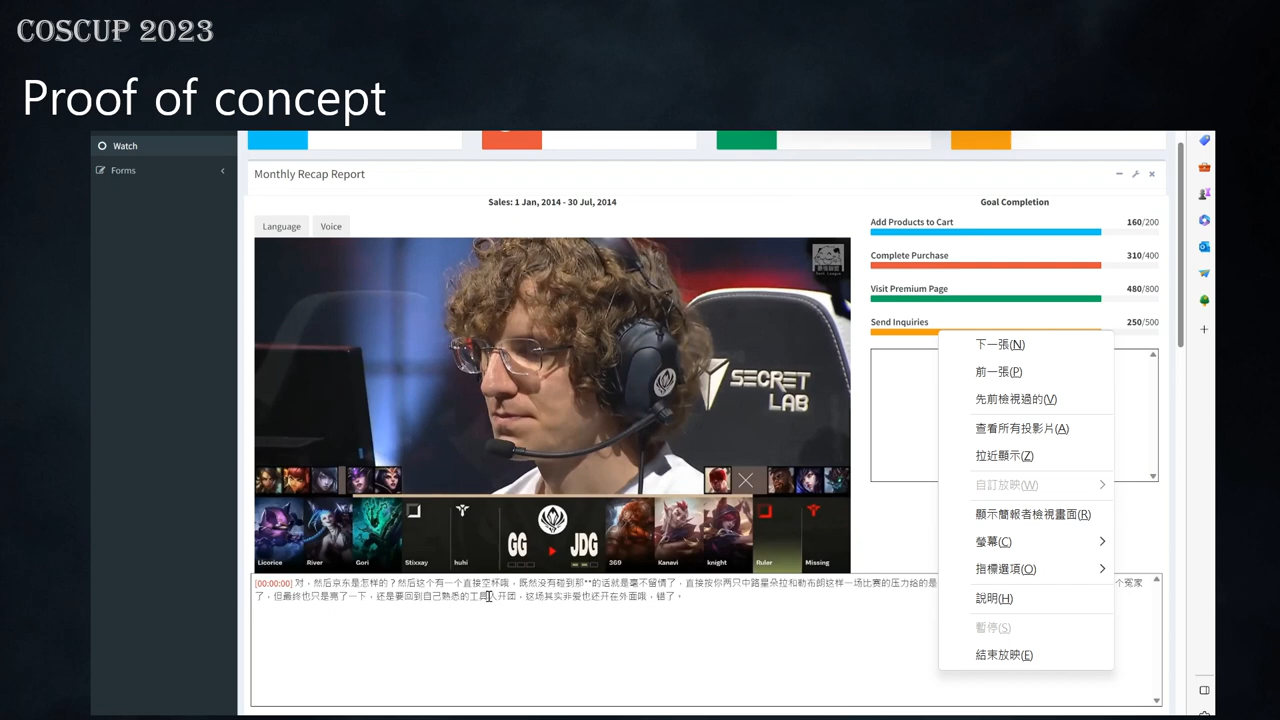 COSCUP 2023
Proof of concept
Watch
Forms
Monthly Recap Report
Sales: 1 Jan, 2014 - 30 Jul, 2014
Goal Completion
Language
Voice
Add Products to Cart 160/200
Complete Purchase 310/400
Visit Premium Page 480/800
Send Inquiries 250/500
SECRET
LAB
下一張(N)
前一張(P)
先前檢視過的(V)
查看所有投影片(A)
拉近顯示(Z)
自訂放映(W)
顯示簡報者檢視畫面(R)
螢幕(C)
指標選項(O)
說明(H)
暫停(S)
結束放映(E)
GG
JDG
Licorice
River
Gori
Stixxay
huhi
369
Kanavi
knight
Ruler
Missing
[00:00:00] 对，然后京东是怎样的？然后这个有一个直接空杯哦，既然没有碰到那**的话就是毫不留情了，直接按你两只中路星朵拉和勒布朗这样一场比赛的压力给的是
个冤家
了，但最终也只是亮了一下，还是要回到自己熟悉的工具人开团，这场其实非爱也还开在外面哦，错了。